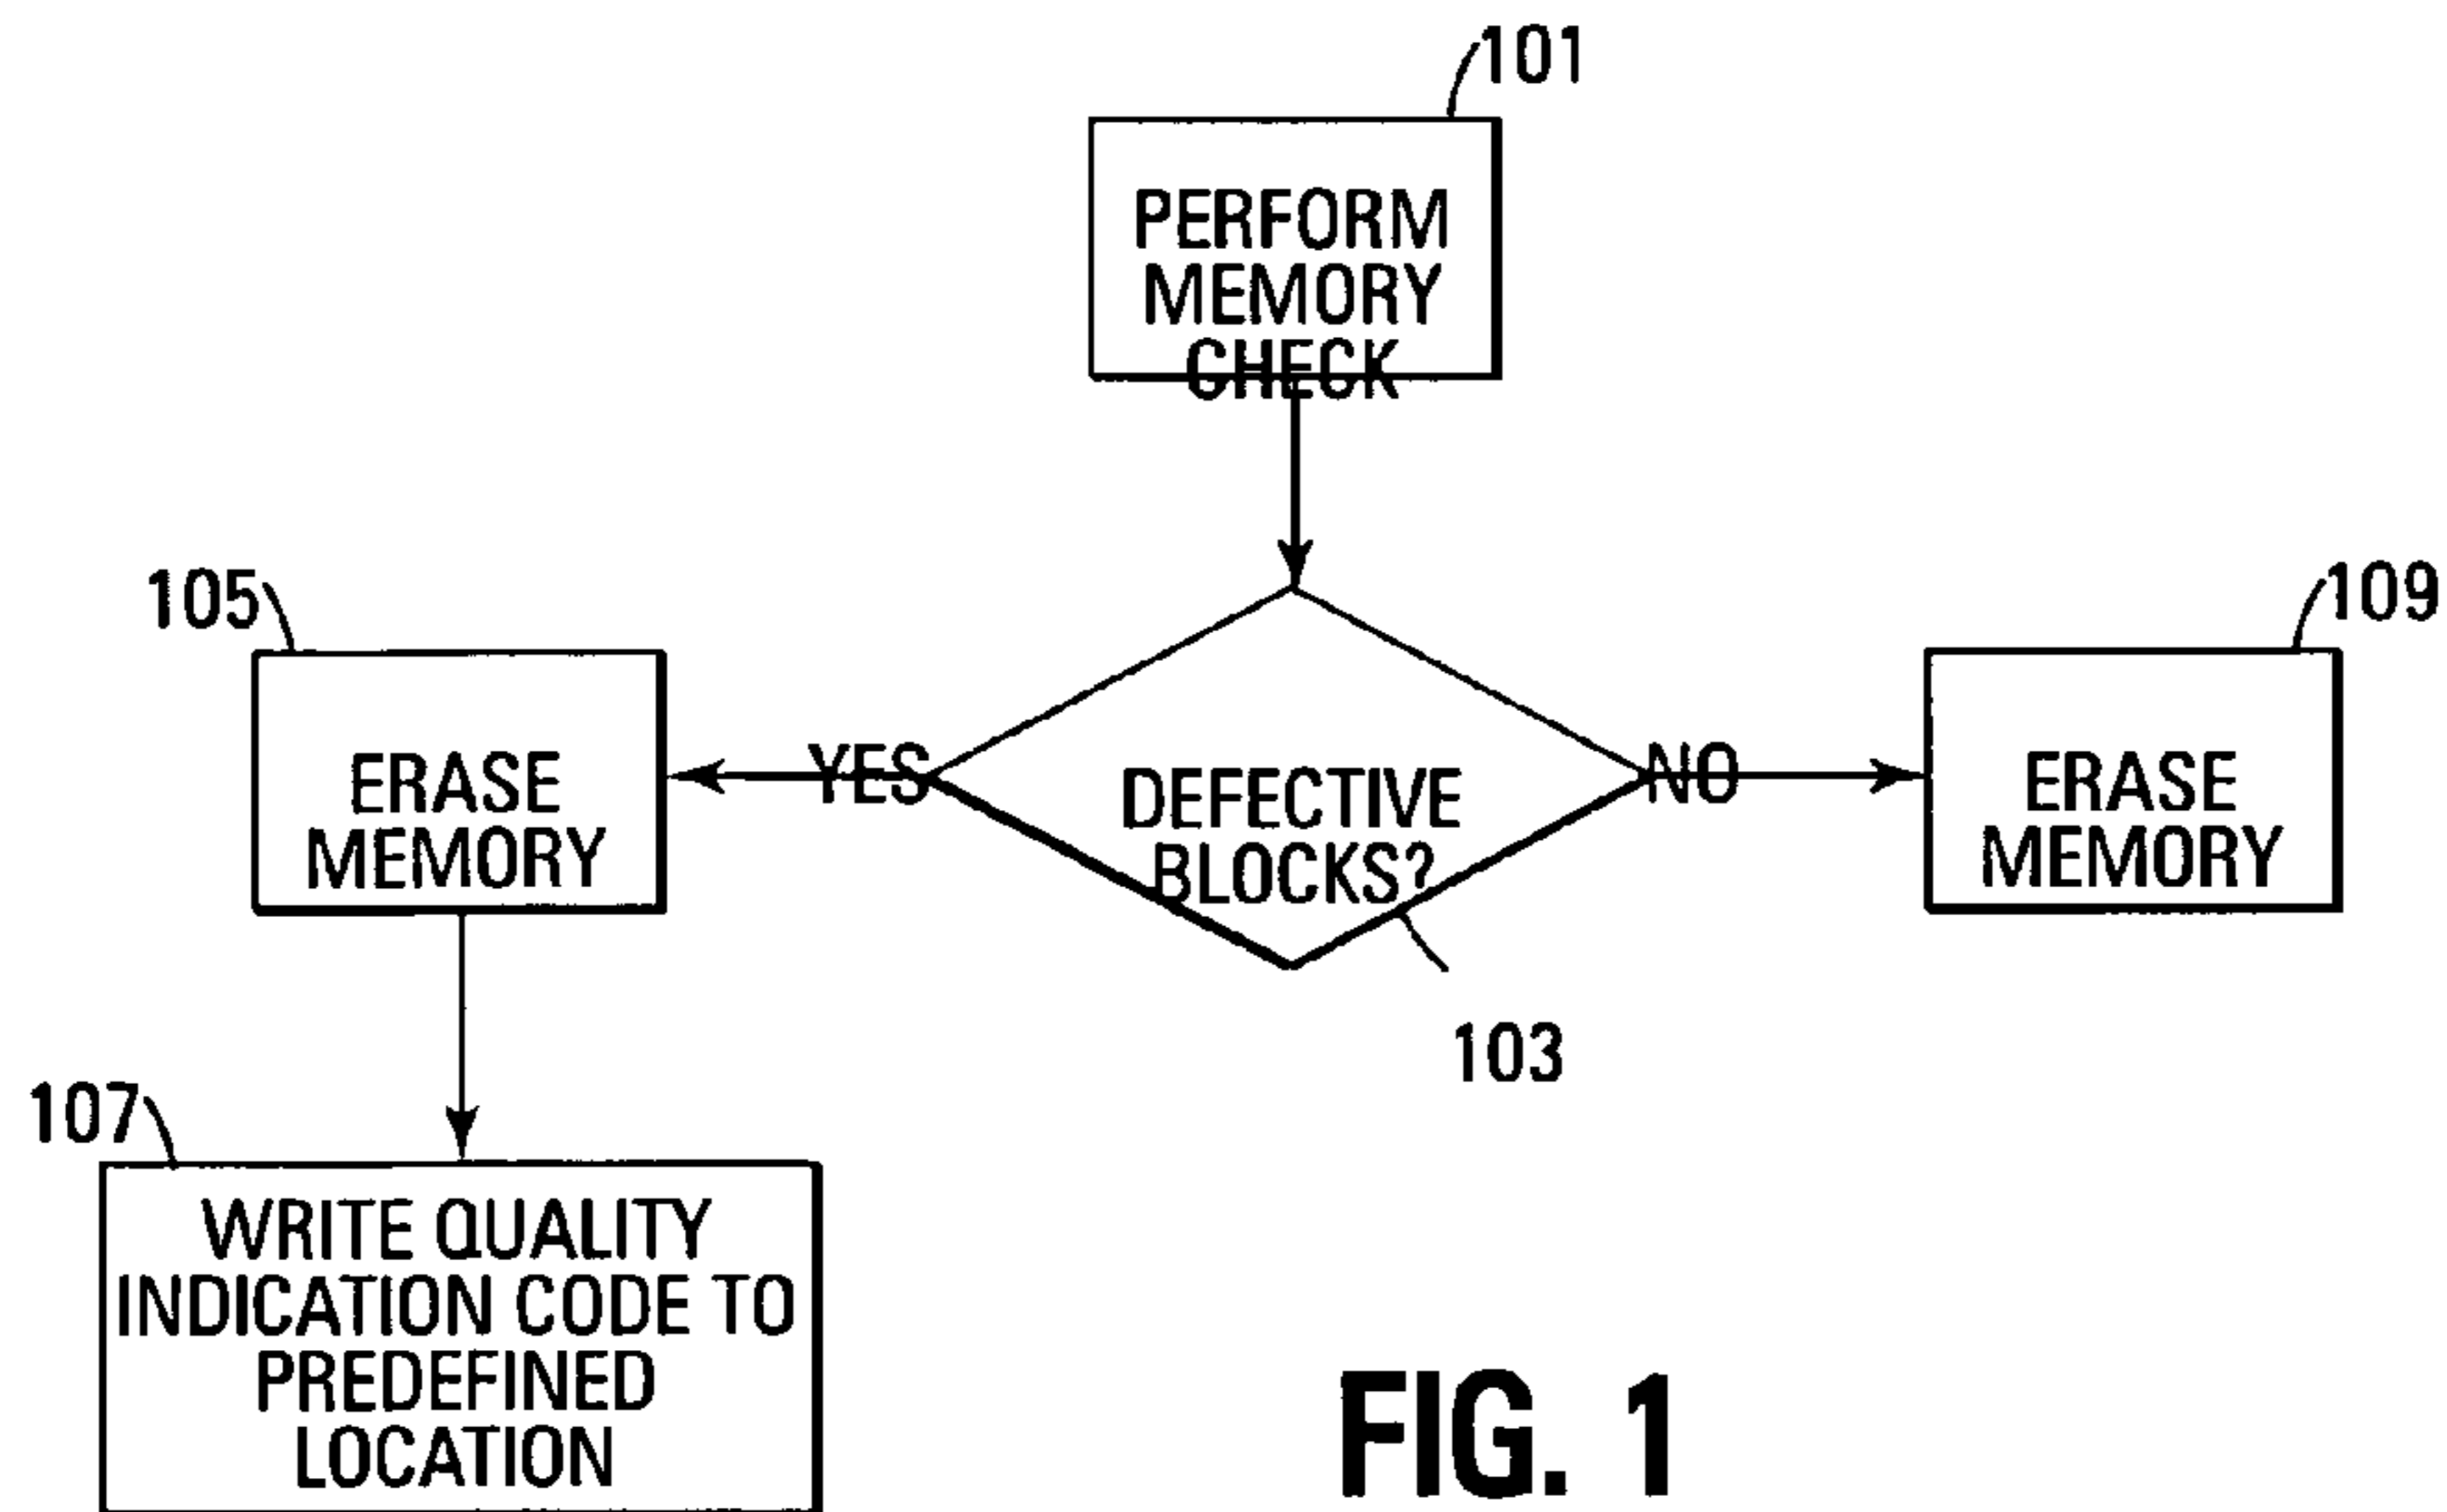 101
PERFORM
MEMORY
CHECK
105
109
YES
NO
ERASE
MEMORY
DEFECTIVE
BLOCKS?
ERASE
MEMORY
103
107
WRITE QUALITY
INDICATION CODE TO
PREDEFINED
LOCATION
FIG. 1